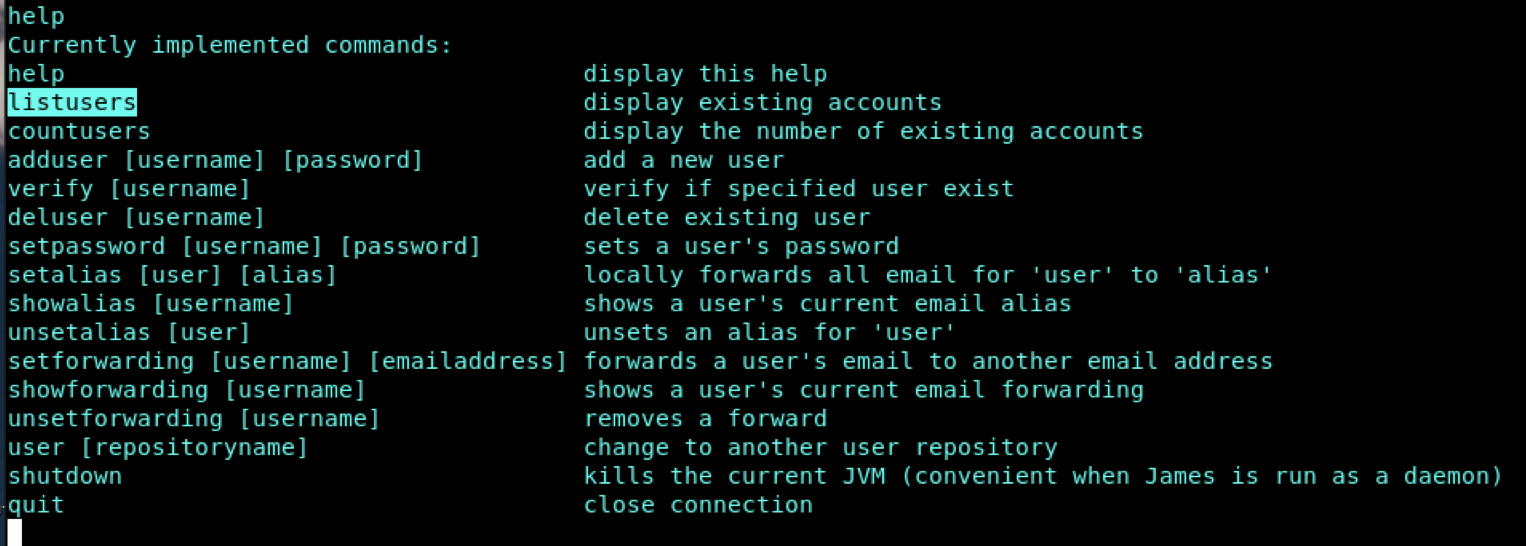 help
Currently implemented commands:
help display this help
listusers display existing accounts
countusers display the number of existing accounts
adduser [username] [password] add a new user
verify [username] verify if specified user exist
deluser [username] delete existing user
setpassword [username] [password] sets a user's password
setalias [user] [alias] locally forwards all email for 'user' to 'alias'
showalias [username] shows a user's current email alias
unsetalias [user] unsets an alias for 'user'
setforwarding [username] [emailaddress] forwards a user's email to another email address
showforwarding [username] shows a user's current email forwarding
unsetforwarding [username] removes a forward
user [repositoryname] change to another user repository
shutdown kills the current JVM (convenient when James is run as a daemon)
quit close connection